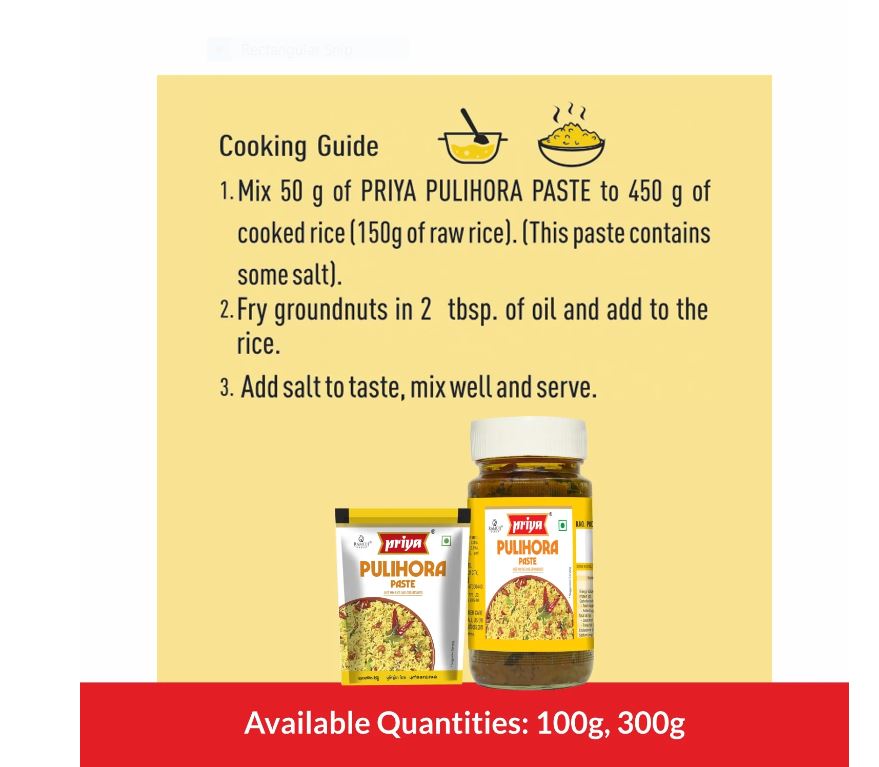 Rectangular Snip
Cooking Guide
1. Mix 50 g of PRIYA PULIHORA PASTE to 450 g of
cooked rice (150g of raw rice). (This paste contains
some salt).
2. Fry groundnuts in 2 tbsp. of oil and add to the
rice.
3. Add salt to taste, mix well and serve.
priya
PULIHORA
PASTE
priya
PULIHORA
PASTE
Available Quantities: 100g, 300g